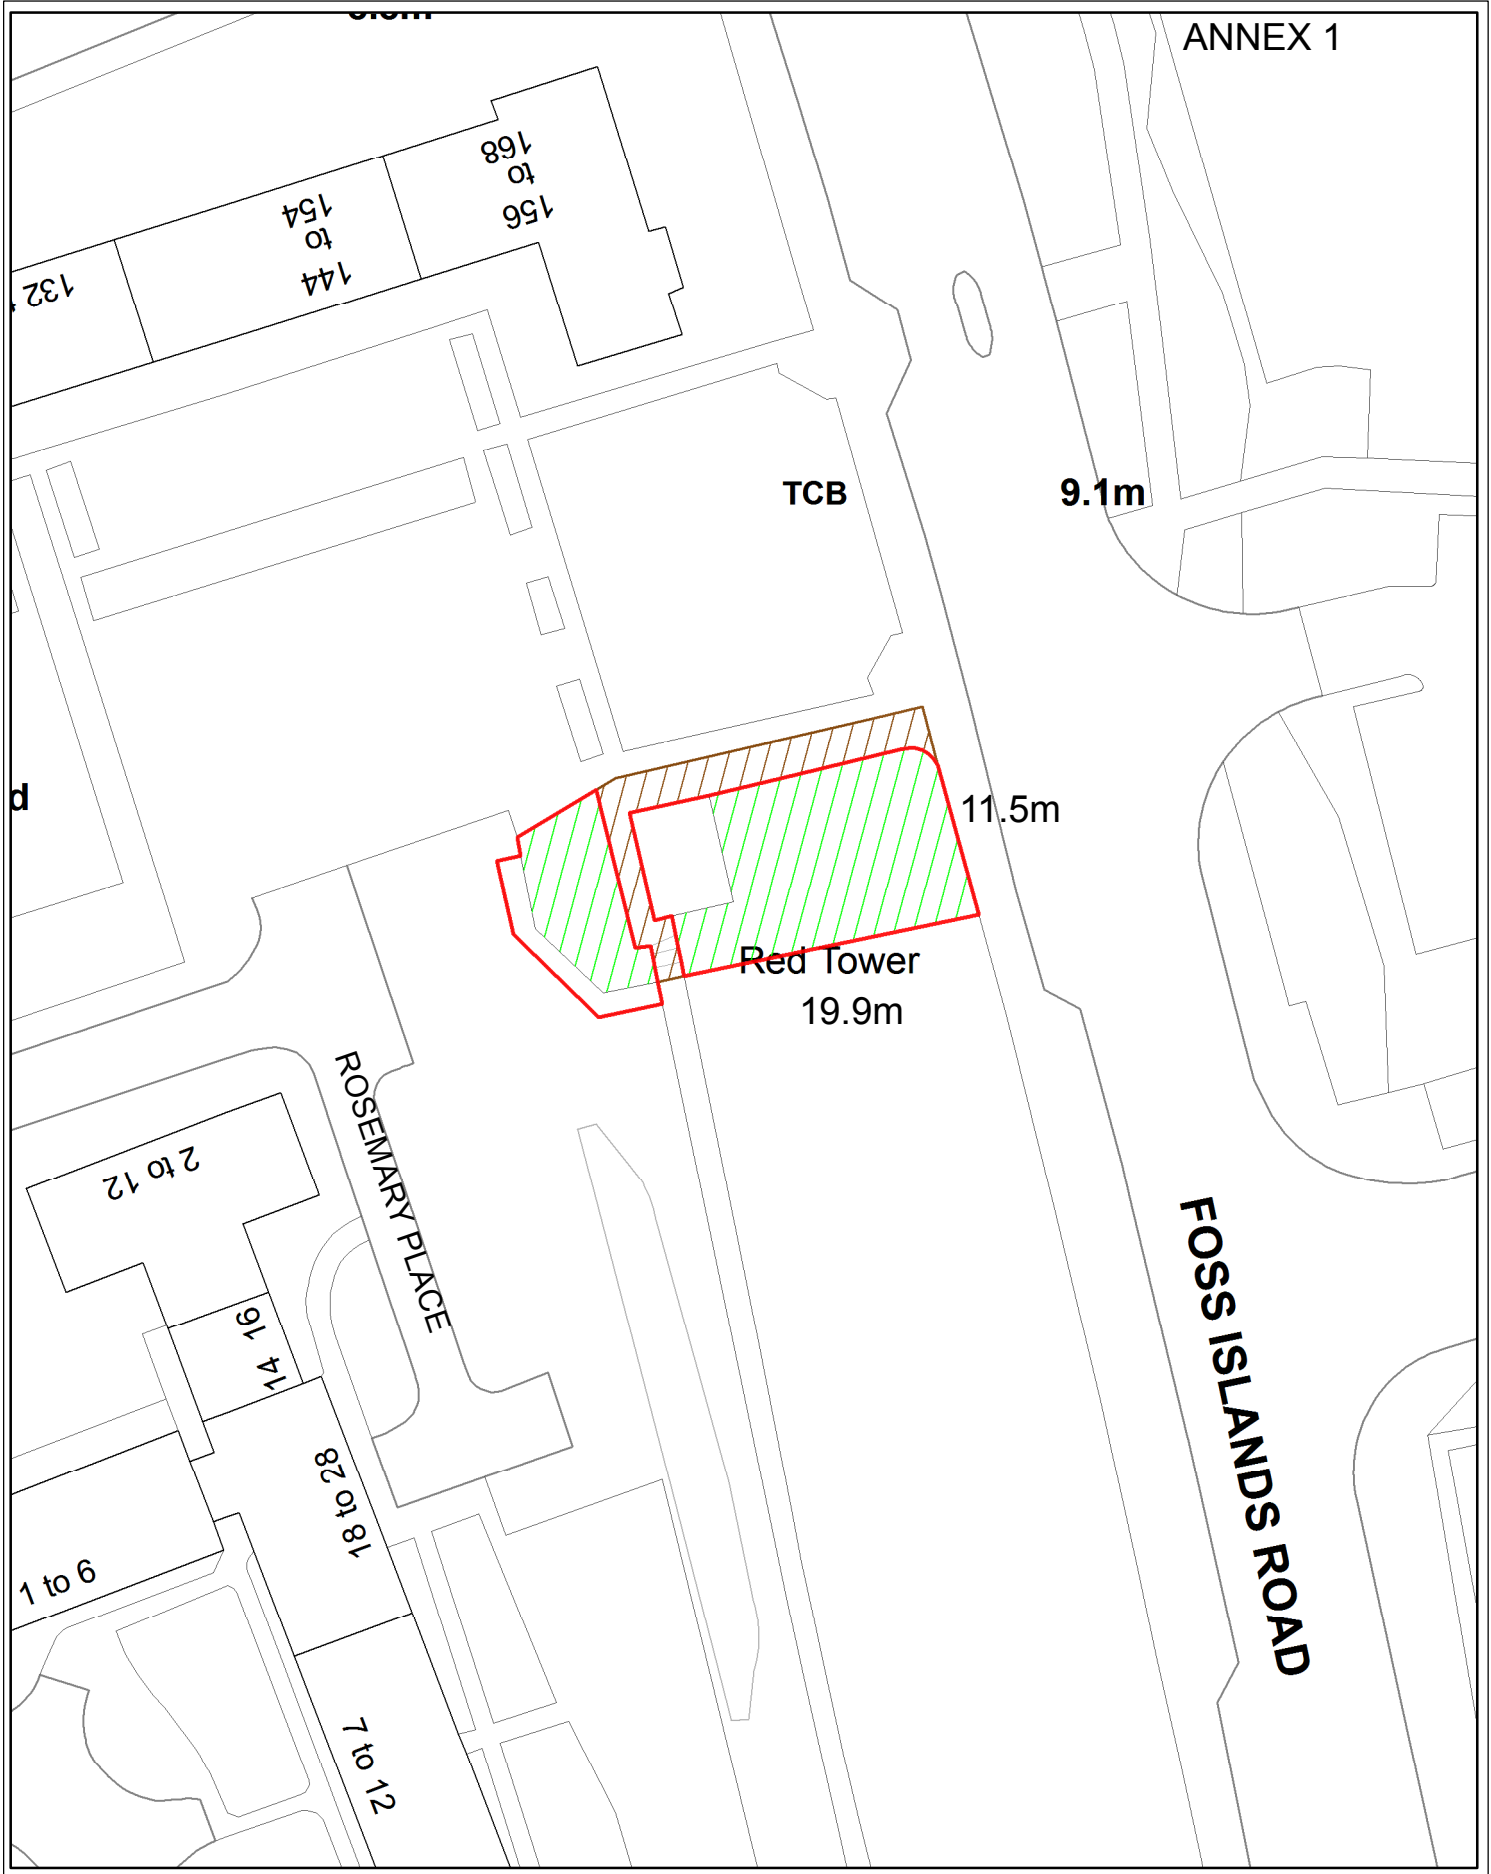 ANNEX 1
168
to
156
154
to
144
132
TCB
9.1m
d
11.5m
Red Tower
19.9m
ROSEMARY PLACE
2 to 12
FOSS ISLANDS ROAD
16
14
18 to 28
1 to 6
7 to 12